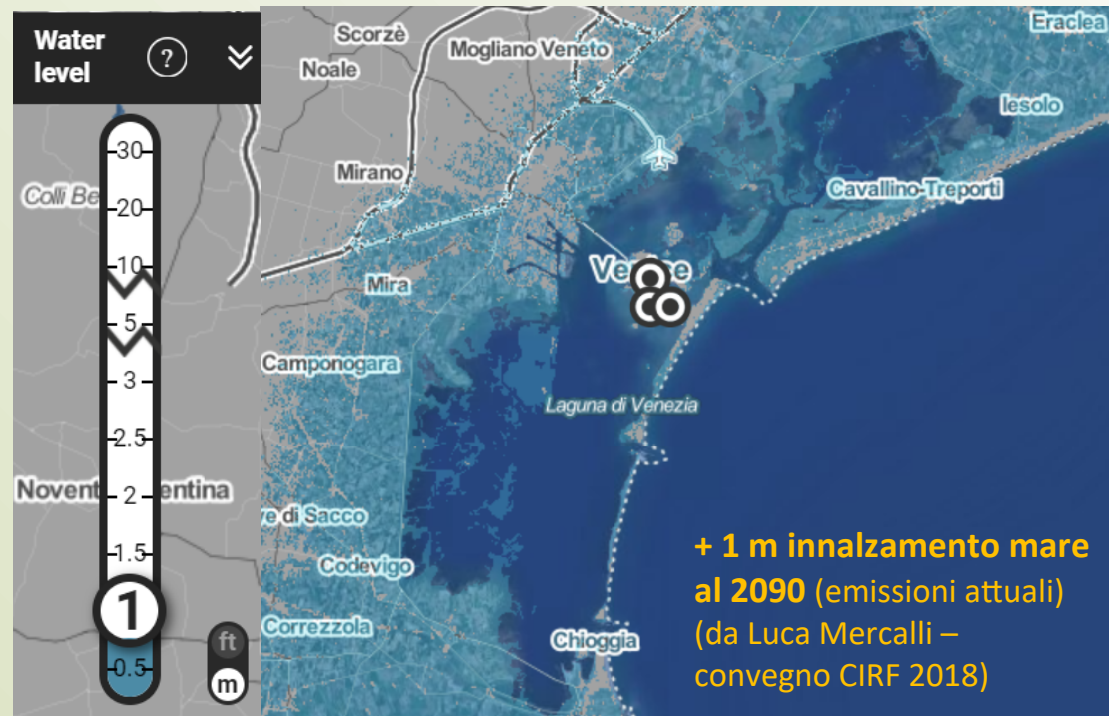 Water
level
?
30
20
10
5
3
2.5
2
1.5
1
0.5
ft
m
Colli Be
Novent entina
Scorzè
Mogliano Veneto
Noale
Eraclea
Iesolo
Mirano
Cavallino-Treporti
Ve ce
Mira
Camponogara
Laguna di Venezia
e di Sacco
Codevigo
Correzzola
Chioggia
+ 1 m innalzamento mare
al 2090 (emissioni attuali)
(da Luca Mercalli –
convegno CIRF 2018)